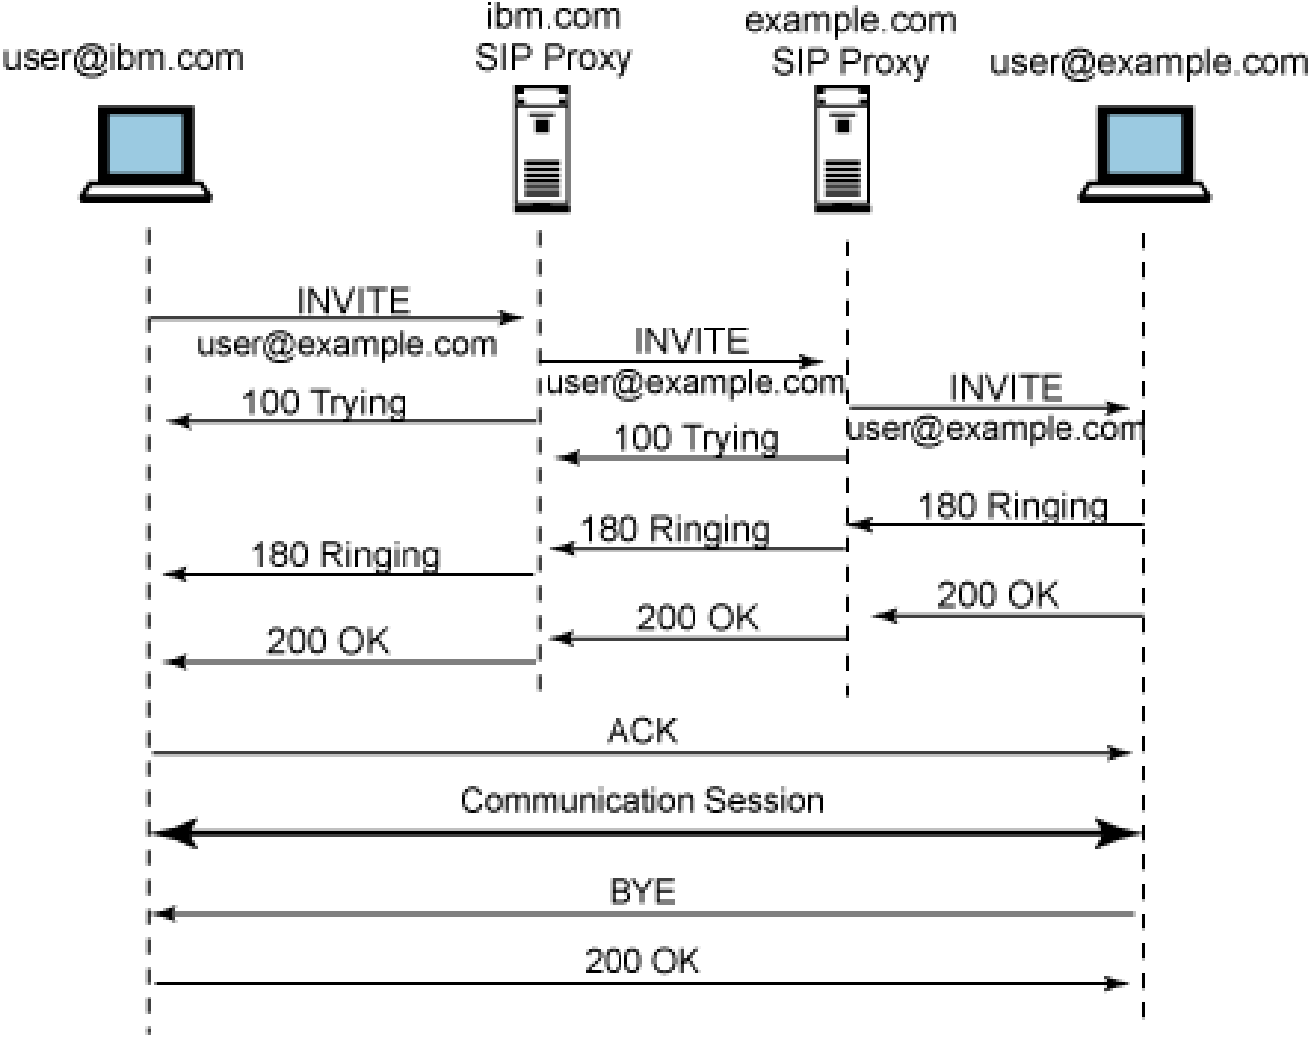 user@ibm.com
ibm.com
SIP Proxy
example.com
SIP Proxy
user@example.com
INVITE
user@example.com
INVITE
user@example.com
INVITE
user@example.com
100 Trying
100 Trying
180 Ringing
180 Ringing
180 Ringing
200 OK
200 OK
200 OK
ACK
Communication Session
BYE
200 OK